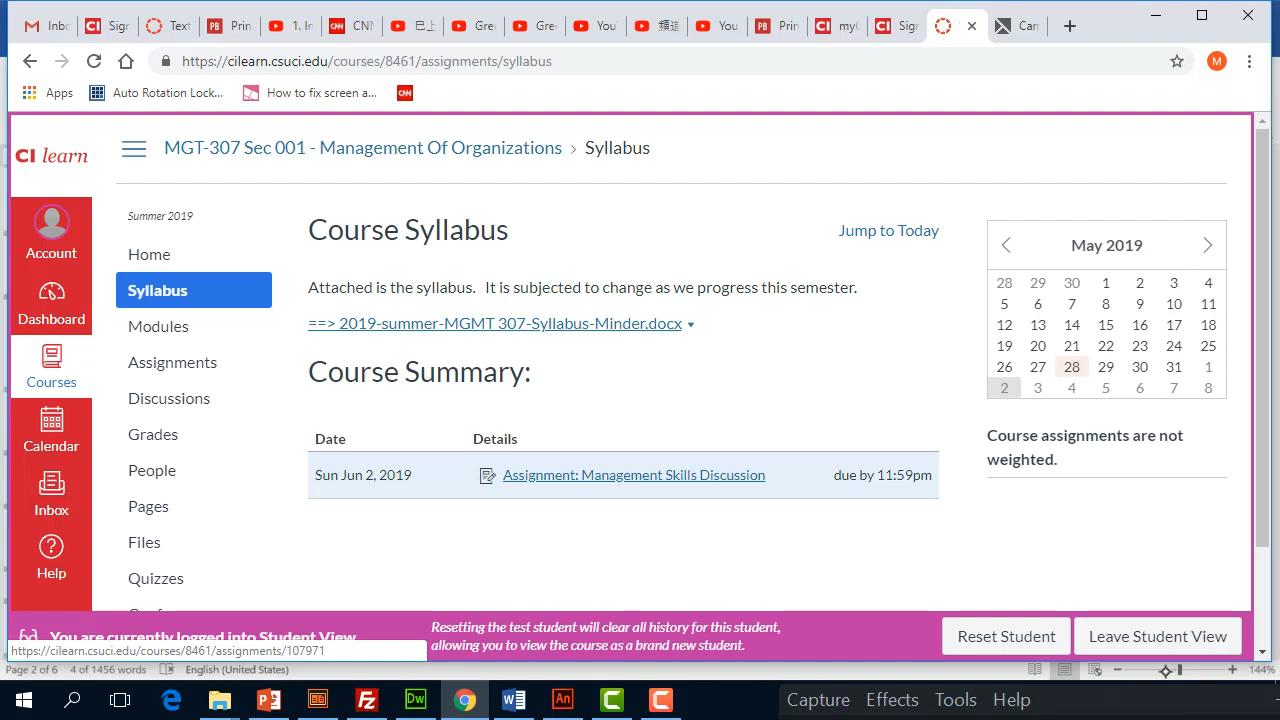 Inbo
Sign
Text
Prin
1. In
CNN
巳上
Gree
Gree
You
頻道
You
Prin
myC
Sign
Can
https://cilearn.csuci.edu/courses/8461/assignments/syllabus
M
Apps
Auto Rotation Lock...
How to fix screen a...
CI learn
MGT-307 Sec 001 - Management Of Organizations › Syllabus
Account
Dashboard
Courses
Calendar
Inbox
Help
Summer 2019
Home
Syllabus
Modules
Assignments
Discussions
Grades
People
Pages
Files
Quizzes
Course Syllabus
Jump to Today
Attached is the syllabus. It is subjected to change as we progress this semester.
==> 2019-summer-MGMT 307-Syllabus-Minder.docx
Course Summary:
Date Details
Sun Jun 2, 2019 Assignment: Management Skills Discussion due by 11:59pm
May 2019
28 29 30 1 2 3 4
5 6 7 8 9 10 11
12 13 14 15 16 17 18
19 20 21 22 23 24 25
26 27 28 29 30 31 1
2 3 4 5 6 7 8
Course assignments are not
weighted.
You are currently logged into Student View
Resetting the test student will clear all history for this student,
allowing you to view the course as a brand new student.
Reset Student
Leave Student View
https://cilearn.csuci.edu/courses/8461/assignments/107971
Page 2 of 6 4 of 1456 words English (United States) 144%
Capture Effects Tools Help